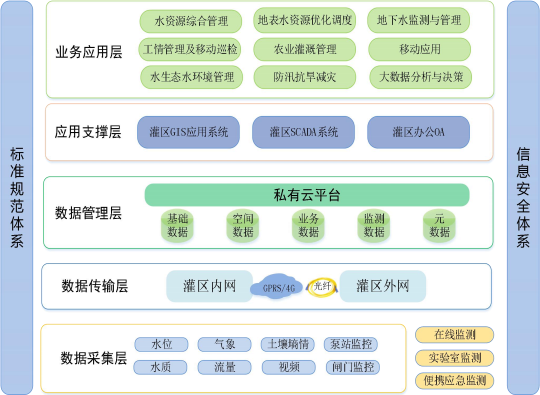 标准规范体系
业务应用层
水资源综合管理
地表水资源优化调度
地下水监测与管理
工情管理及移动巡检
农业灌溉管理
移动应用
水生态水环境管理
防汛抗旱减灾
大数据分析与决策
应用支撑层
灌区GIS应用系统
灌区SCADA系统
灌区办公OA
数据管理层
私有云平台
基础
数据
空间
数据
业务
数据
监测
数据
元
数据
数据传输层
灌区内网
GPRS/4G
光纤
灌区外网
数据采集层
水位
气象
土壤墒情
泵站监控
水质
流量
视频
闸门监控
在线监测
实验室监测
便携应急监测
信息安全体系